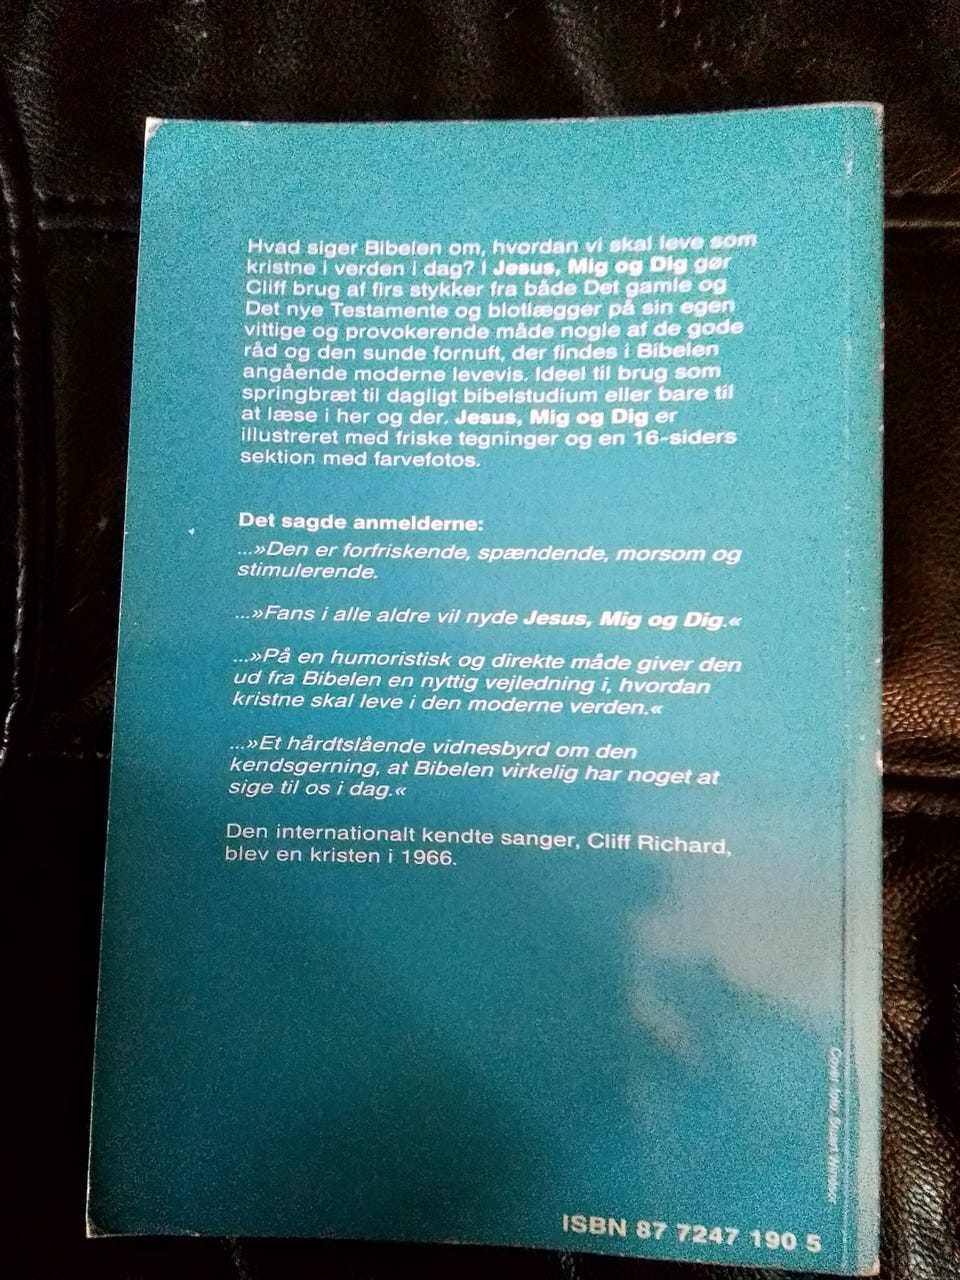 Hvad siger Bibelen om, hvordan vi skal leve som
kristne i verden i dag? I Jesus, Mig og Dig gør
Cliff brug af firs stykker fra både Det gamle og
Det nye Testamente og blotlægger på sin egen
vittige og provokerende måde nogle af de gode
råd og den sunde fornuft, der findes i Bibelen
angående moderne levevis. Ideel til brug som
springbræt til dagligt bibelstudium eller bare til
at læse i her og der. Jesus, Mig og Dig er
illustreret med friske tegninger og en 16-siders
sektion med farvefotos.
Det sagde anmelderne:
...»Den er forfriskende, spændende, morsom og
stimulerende.
...»Fans i alle aldre vil nyde Jesus, Mig og Dig.«
...»På en humoristisk og direkte måde giver den
ud fra Bibelen en nyttig vejledning i, hvordan
kristne skal leve i den moderne verden.«
...»Et hårdtslående vidnesbyrd om den
kendsgerning, at Bibelen virkelig har noget at
sige til os i dag.«
Den internationalt kendte sanger, Cliff Richard,
blev en kristen i 1966.
Cover foto:
ISBN 87 7247 190 5